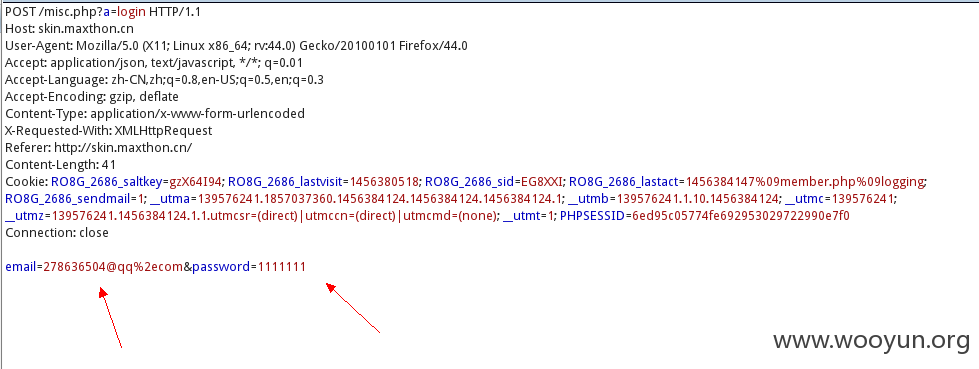 POST /misc.php?a=login HTTP/1.1
Host: skin.maxthon.cn
User-Agent: Mozilla/5.0 (X11; Linux x86_64; rv:44.0) Gecko/20100101 Firefox/44.0
Accept: application/json, text/javascript, */*; q=0.01
Accept-Language: zh-CN,zh;q=0.8,en-US;q=0.5,en;q=0.3
Accept-Encoding: gzip, deflate
Content-Type: application/x-www-form-urlencoded
X-Requested-With: XMLHttpRequest
Referer: http://skin.maxthon.cn/
Content-Length: 41
Cookie: RO8G_2686_saltkey=gzX64I94; RO8G_2686_lastvisit=1456380518; RO8G_2686_sid=EG8XXI; RO8G_2686_lastact=1456384147%09member.php%09logging;
RO8G_2686_sendmail=1; __utma=139576241.1857037360.1456384124.1456384124.1456384124.1; __utmb=139576241.1.10.1456384124; __utmc=139576241;
__utmz=139576241.1456384124.1.1.utmcsr=(direct)|utmccn=(direct)|utmcmd=(none); __utmt=1; PHPSESSID=6ed95c05774fe692953029722990e7f0
Connection: close
email=278636504@qq%2ecom&password=1111111
www.wooyun.org